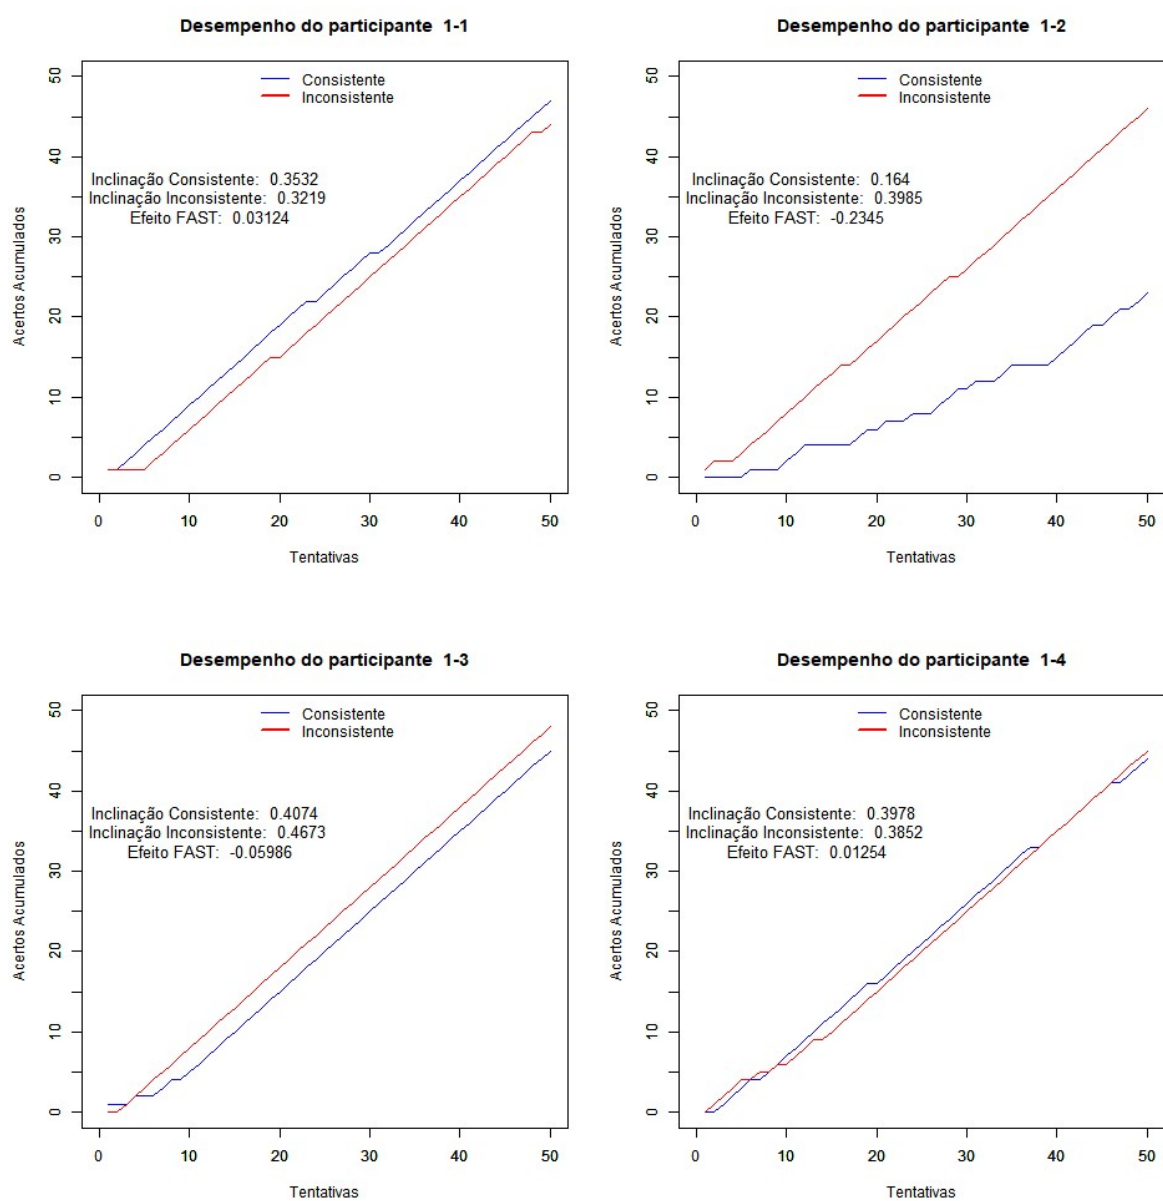 Desempenho do participante 1-1
Consistente
Inconsistente
Inclinação Consistente: 0.3532
Inclinação Inconsistente: 0.3219
Efeito FAST: 0.03124
Acertos Acumulados
50
40
30
20
10
0
0 10 20 30 40 50
Tentativas
Desempenho do participante 1-2
Consistente
Inconsistente
Inclinação Consistente: 0.164
Inclinação Inconsistente: 0.3985
Efeito FAST: -0.2345
Acertos Acumulados
50
40
30
20
10
0
0 10 20 30 40 50
Tentativas
Desempenho do participante 1-3
Consistente
Inconsistente
Inclinação Consistente: 0.4074
Inclinação Inconsistente: 0.4673
Efeito FAST: -0.05986
Acertos Acumulados
50
40
30
20
10
0
0 10 20 30 40 50
Tentativas
Desempenho do participante 1-4
Consistente
Inconsistente
Inclinação Consistente: 0.3978
Inclinação Inconsistente: 0.3852
Efeito FAST: 0.01254
Acertos Acumulados
50
40
30
20
10
0
0 10 20 30 40 50
Tentativas